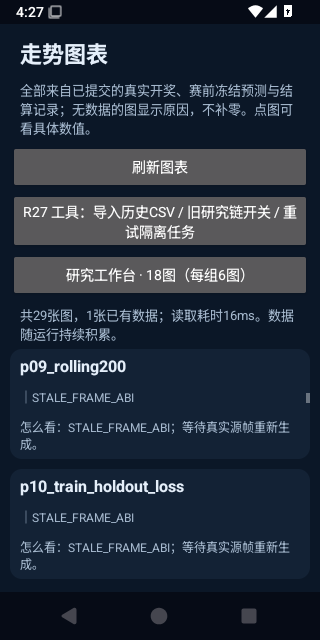 4:27
走势图表
全部来自已提交的真实开奖、赛前冻结预测与结
算记录；无数据的图显示原因，不补零。点图可
看具体数值。
刷新图表
R27 工具：导入历史CSV / 旧研究链开关 / 重
试隔离任务
研究工作台 · 18图（每组6图）
共29张图，1张已有数据；读取耗时16ms。数据
随运行持续积累。
p09_rolling200
STALE_FRAME_ABI
怎么看：STALE_FRAME_ABI；等待真实源帧重新生
成。
p10_train_holdout_loss
STALE_FRAME_ABI
怎么看：STALE_FRAME_ABI；等待真实源帧重新生
成。